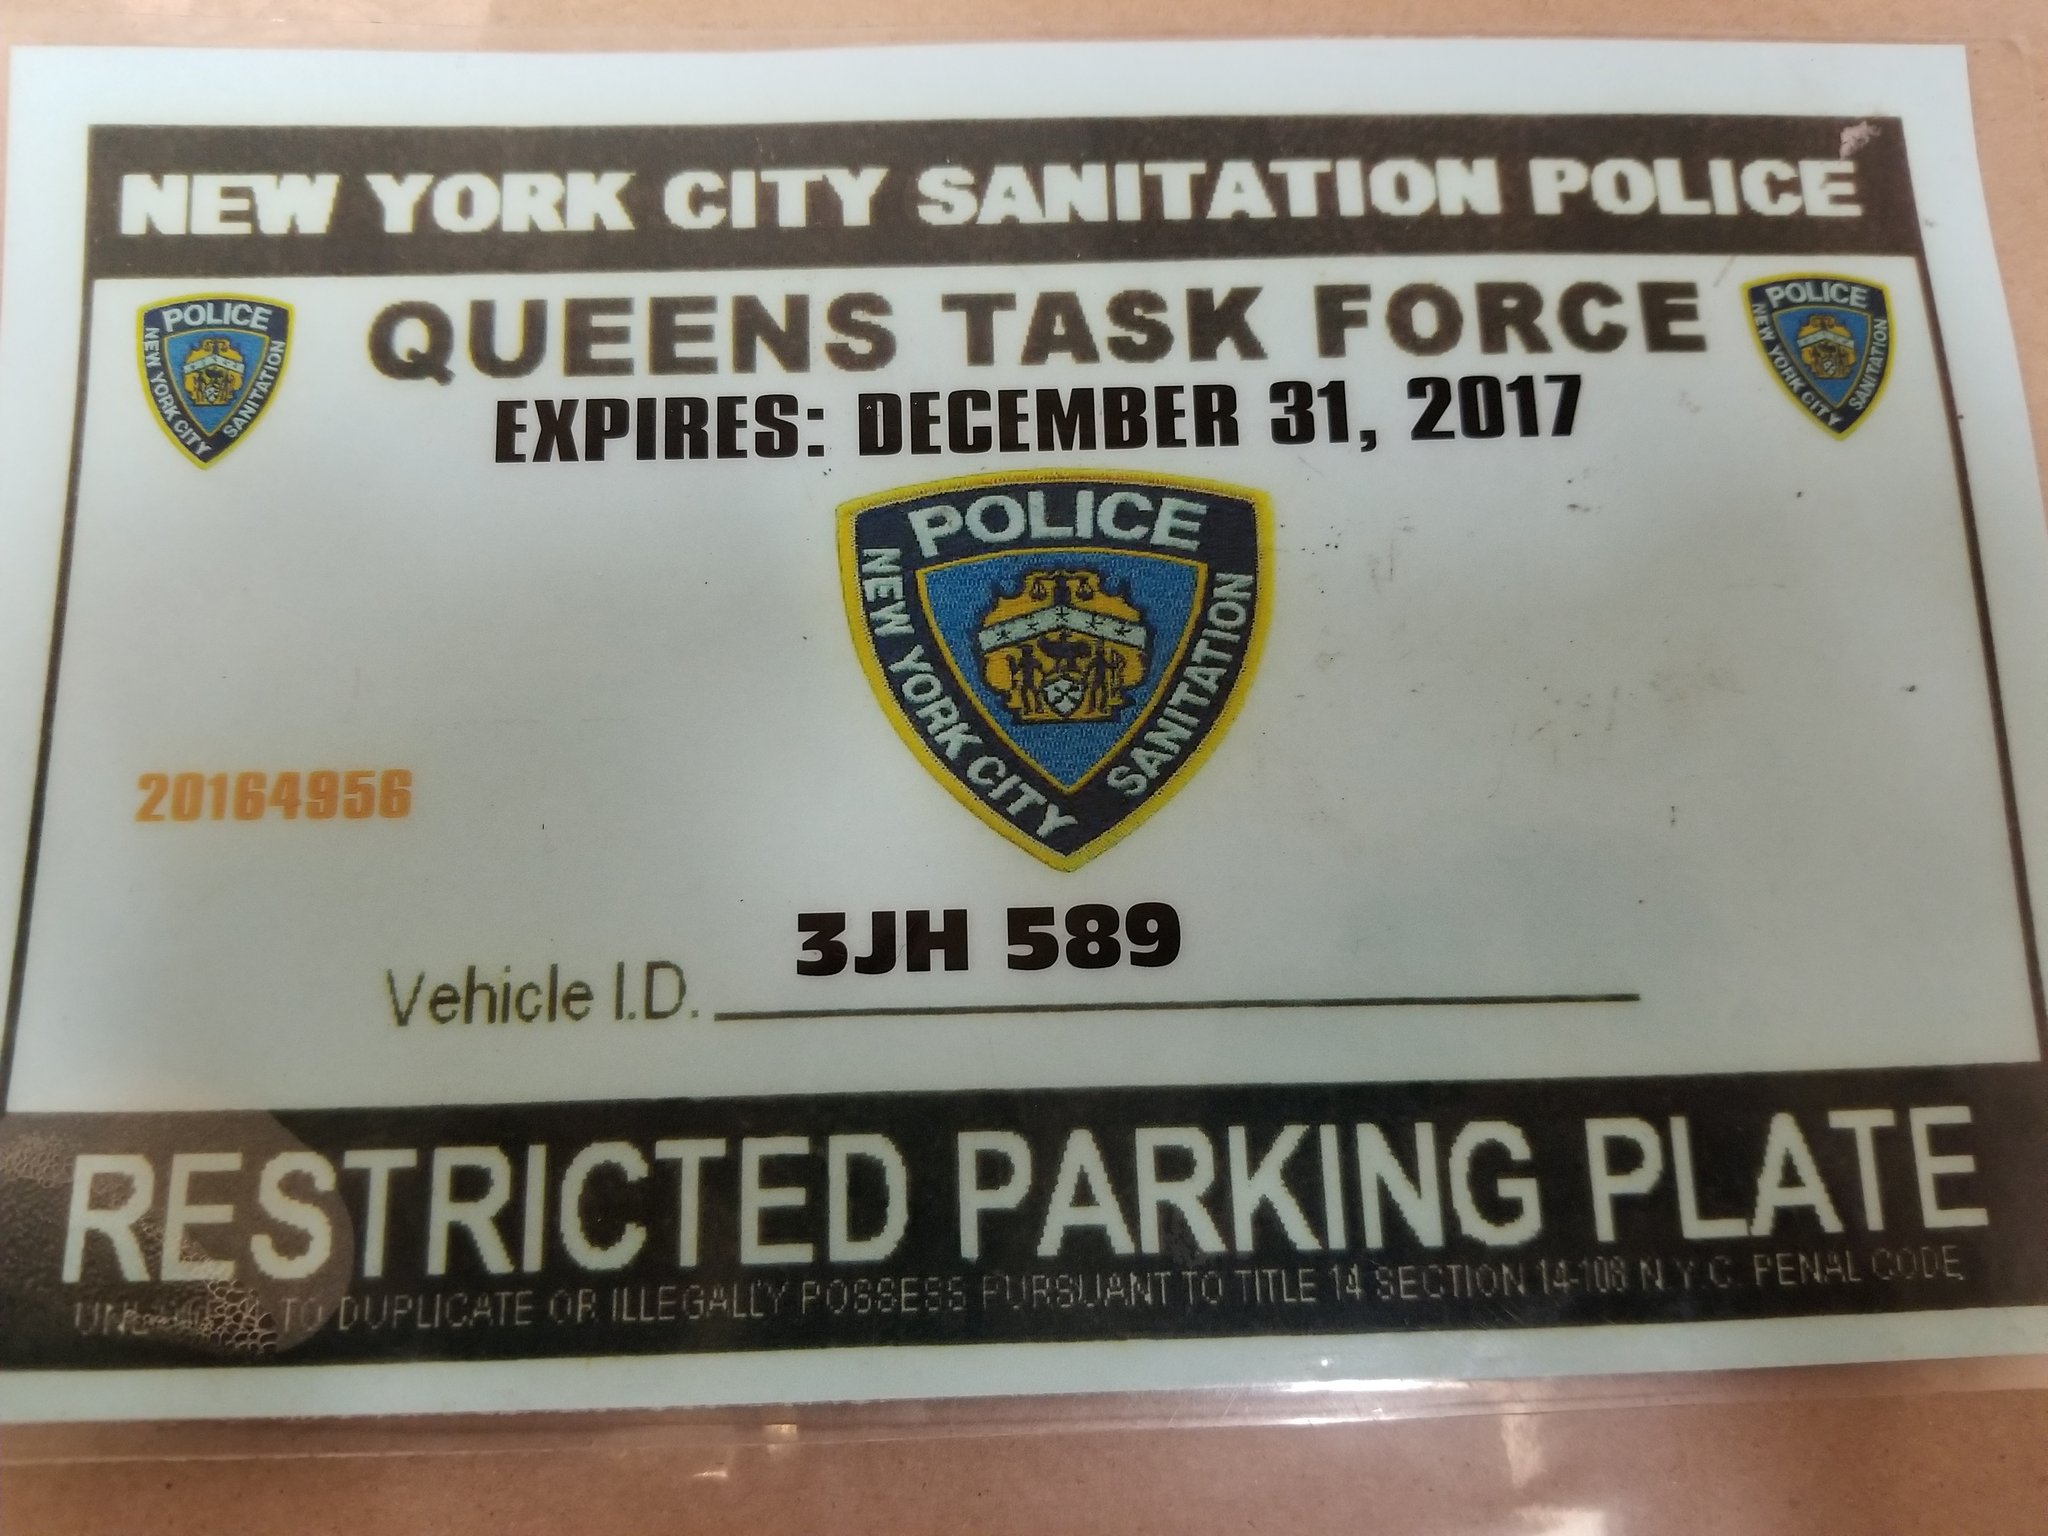 NEW YORK CITY SANITATION POLICE
QUEENS TASK FORCE
EXPIRES: DECEMBER 31, 2017
POLICE
NEW YORK CITY
SANITATION
POLICE
NEW YORK CITY
SANITATION
POLICE
NEW YORK CITY
SANITATION
20164956
3JH 589
Vehicle I.D.
RESTRICTED PARKING PLATE
TO DUPLICATE OR ILLEGALLY POSSESS PURSUANT TO TITLE 14 SECTION 14-108 N.Y.C. PENAL CODE